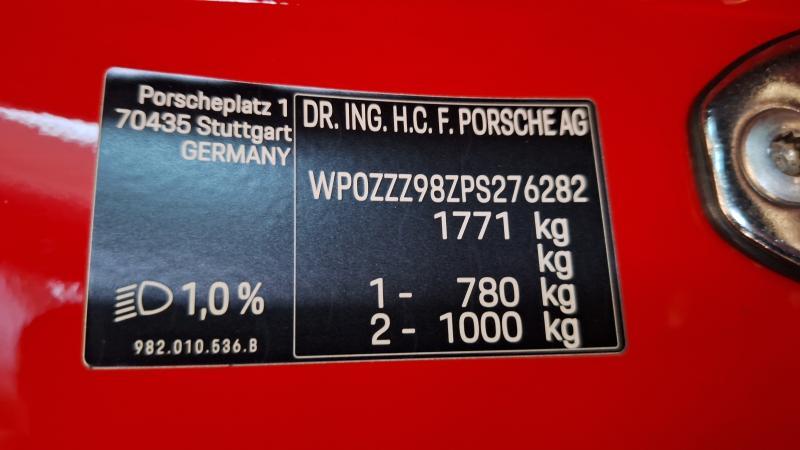 Porscheplatz 1
70435 Stuttgart
GERMANY
DR. ING. H.C. F. PORSCHE AG
WP0ZZZ98ZPS276282
1771 kg
kg
1 - 780 kg
2 - 1000 kg
1,0 %
982.010.536.B